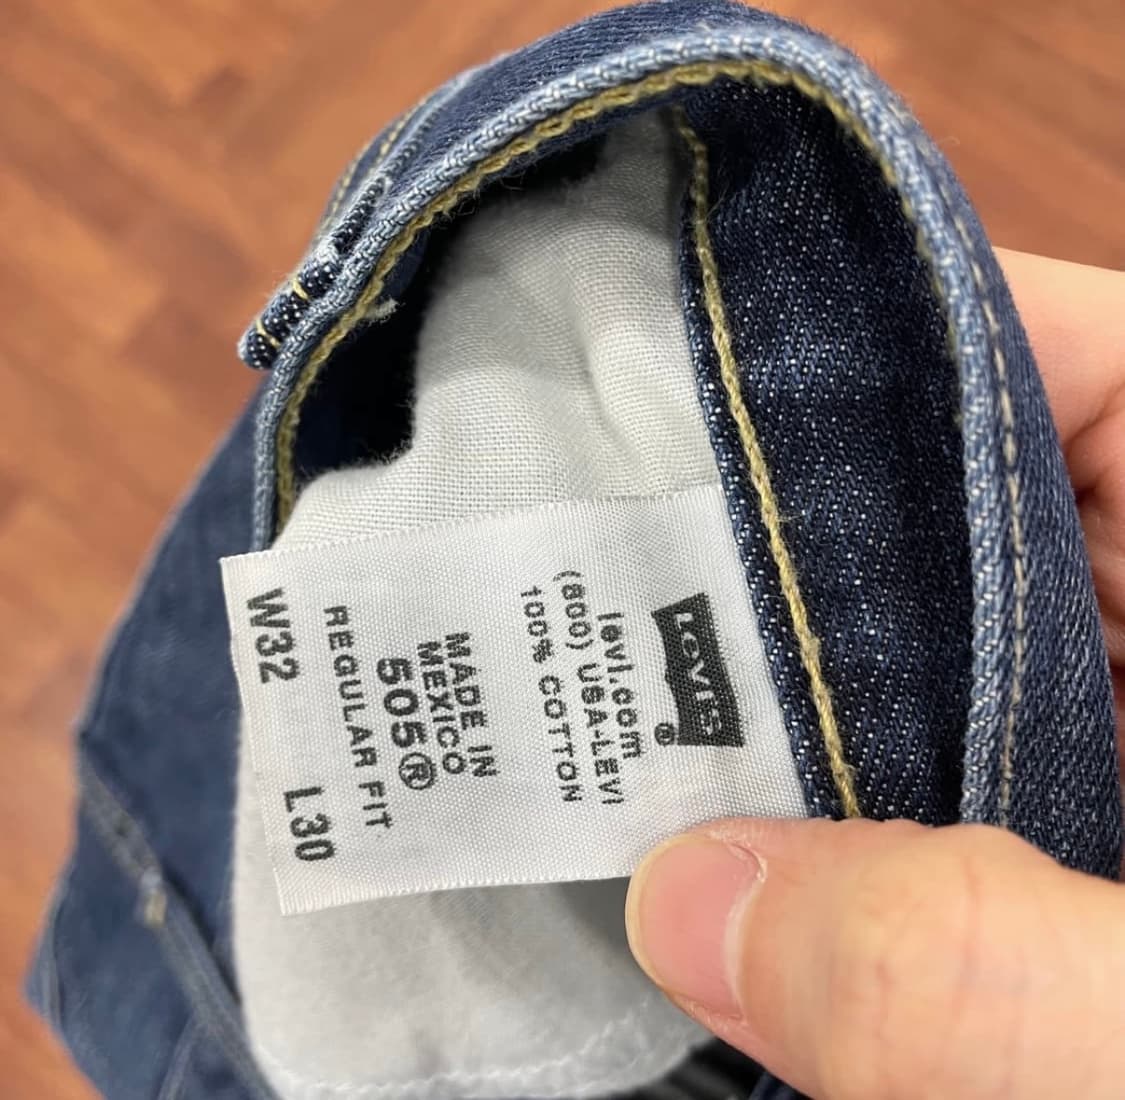 Levi's®
levi.com
(800) USA-LEVI
100% COTTON
MADE IN
MEXICO
505®
REGULAR FIT
W32 L30